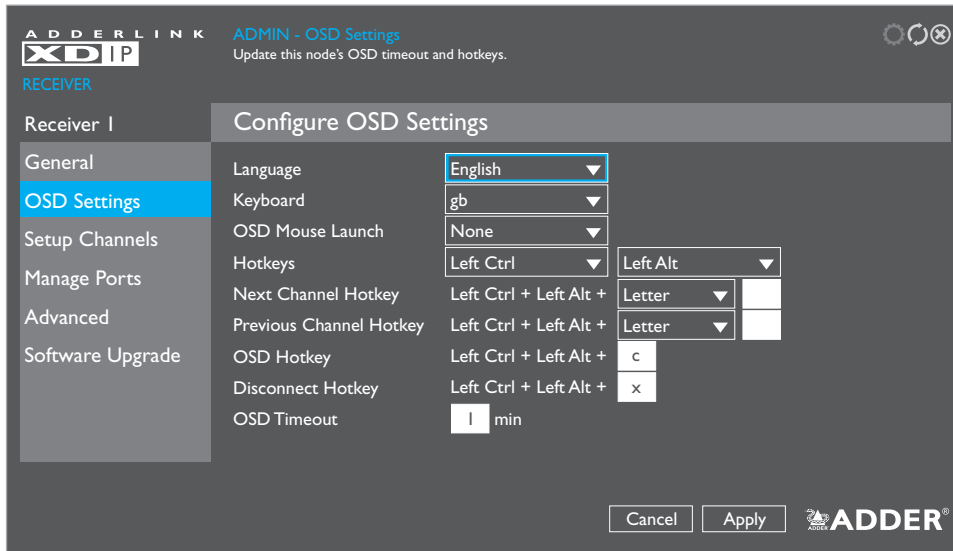 ADDERLINK
XDIP
RECEIVER
ADMIN - OSD Settings
Update this node's OSD timeout and hotkeys.
Receiver 1
General
OSD Settings
Setup Channels
Manage Ports
Advanced
Software Upgrade
Configure OSD Settings
Language English
Keyboard gb
OSD Mouse Launch None
Hotkeys Left Ctrl Left Alt
Next Channel Hotkey Left Ctrl + Left Alt + Letter
Previous Channel Hotkey Left Ctrl + Left Alt + Letter
OSD Hotkey Left Ctrl + Left Alt + c
Disconnect Hotkey Left Ctrl + Left Alt + x
OSD Timeout 1 min
Cancel Apply
ADDER ADDER®